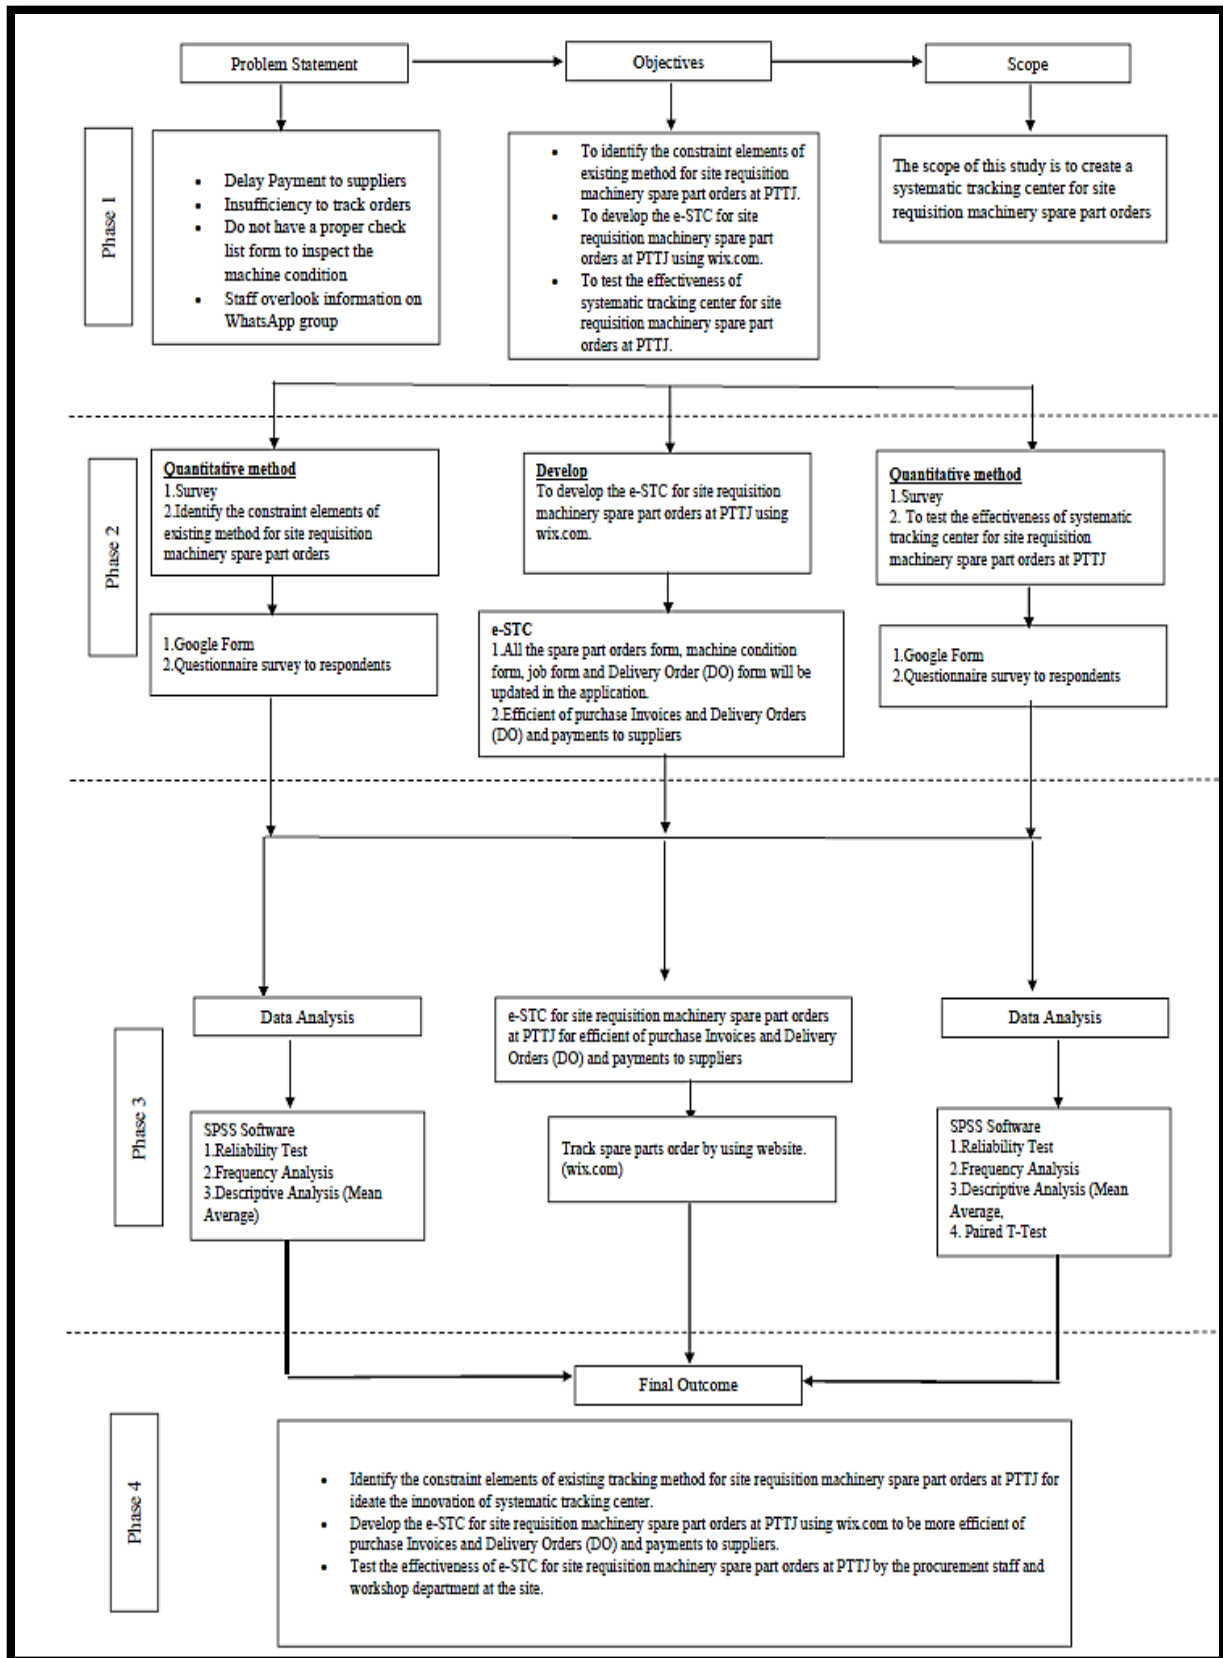 Problem Statement
Objectives
Scope
Phase 1
• Delay Payment to suppliers
• Insufficiency to track orders
• Do not have a proper check
list form to inspect the
machine condition
• Staff overlook information on
WhatsApp group
• To identify the constraint elements of
existing method for site requisition
machinery spare part orders at PTTJ.
• To develop the e-STC for site
requisition machinery spare part
orders at PTTJ using wix.com.
• To test the effectiveness of
systematic tracking center for site
requisition machinery spare part
orders at PTTJ.
The scope of this study is to create a
systematic tracking center for site
requisition machinery spare part orders
Phase 2
Quantitative method
1.Survey
2.Identify the constraint elements of
existing method for site requisition
machinery spare part orders
Develop
To develop the e-STC for site requisition
machinery spare part orders at PTTJ using
wix.com.
Quantitative method
1.Survey
2. To test the effectiveness of systematic
tracking center for site requisition
machinery spare part orders at PTTJ
1.Google Form
2.Questionnaire survey to respondents
e-STC
1.All the spare part orders form, machine condition
form, job form and Delivery Order (DO) form will be
updated in the application.
2.Efficient of purchase Invoices and Delivery Orders
(DO) and payments to suppliers
1.Google Form
2.Questionnaire survey to respondents
Phase 3
Data Analysis
e-STC for site requisition machinery spare part orders
at PTTJ for efficient of purchase Invoices and Delivery
Orders (DO) and payments to suppliers
Data Analysis
SPSS Software
1.Reliability Test
2.Frequency Analysis
3.Descriptive Analysis (Mean
Average)
Track spare parts order by using website.
(wix.com)
SPSS Software
1.Reliability Test
2.Frequency Analysis
3.Descriptive Analysis (Mean
Average,
4. Paired T-Test
Final Outcome
Phase 4
• Identify the constraint elements of existing tracking method for site requisition machinery spare part orders at PTTJ for
ideate the innovation of systematic tracking center.
• Develop the e-STC for site requisition machinery spare part orders at PTTJ using wix.com to be more efficient of
purchase Invoices and Delivery Orders (DO) and payments to suppliers.
• Test the effectiveness of e-STC for site requisition machinery spare part orders at PTTJ by the procurement staff and
workshop department at the site.